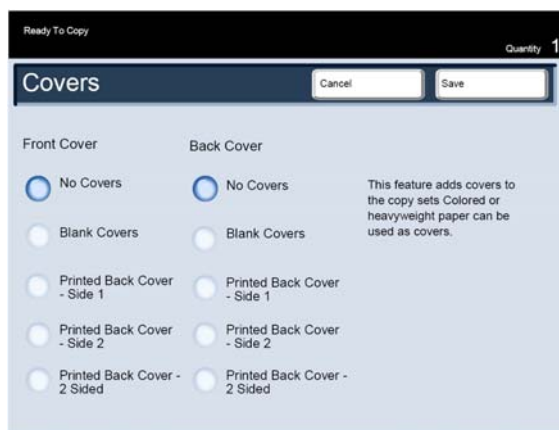 Ready To Copy
Quantity 1
Covers
Cancel
Save
Front Cover
No Covers
Blank Covers
Printed Back Cover
- Side 1
Printed Back Cover
- Side 2
Printed Back Cover -
2 Sided
Back Cover
No Covers
Blank Covers
Printed Back Cover
- Side 1
Printed Back Cover
- Side 2
Printed Back Cover -
2 Sided
This feature adds covers to
the copy sets Colored or
heavyweight paper can be
used as covers.